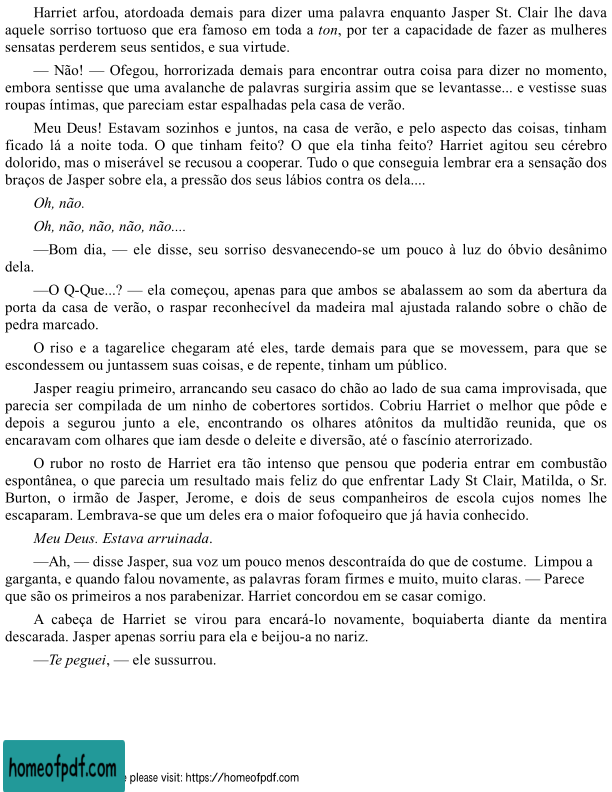 Harriet arfou, atordoada demais para dizer uma palavra enquanto Jasper St. Clair lhe dava
aquele sorriso tortuoso que era famoso em toda a ton, por ter a capacidade de fazer as mulheres
sensatas perderem seus sentidos, e sua virtude.
— Não! — Ofegou, horrorizada demais para encontrar outra coisa para dizer no momento,
embora sentisse que uma avalanche de palavras surgiria assim que se levantasse... e vestisse suas
roupas íntimas, que pareciam estar espalhadas pela casa de verão.
Meu Deus! Estavam sozinhos e juntos, na casa de verão, e pelo aspecto das coisas, tinham
ficado lá a noite toda. O que tinham feito? O que ela tinha feito? Harriet agitou seu cérebro
dolorido, mas o miserável se recusou a cooperar. Tudo o que conseguia lembrar era a sensação dos
braços de Jasper sobre ela, a pressão dos seus lábios contra os dela....
Oh, não.
Oh, não, não, não, não....
—Bom dia, — ele disse, seu sorriso desvanecendo-se um pouco à luz do óbvio desânimo
dela.
—O Q-Que...? — ela começou, apenas para que ambos se abalassem ao som da abertura da
porta da casa de verão, o raspar reconhecível da madeira mal ajustada ralando sobre o chão de
pedra marcado.
O riso e a tagarelice chegaram até eles, tarde demais para que se movessem, para que se
escondessem ou juntassem suas coisas, e de repente, tinham um público.
Jasper reagiu primeiro, arrancando seu casaco do chão ao lado de sua cama improvisada, que
parecia ser compilada de um ninho de cobertores sortidos. Cobriu Harriet o melhor que pôde e
depois a segurou junto a ele, encontrando os olhares atônitos da multidão reunida, que os
encaravam com olhares que iam desde o deleite e diversão, até o fascínio aterrorizado.
O rubor no rosto de Harriet era tão intenso que pensou que poderia entrar em combustão
espontânea, o que parecia um resultado mais feliz do que enfrentar Lady St Clair, Matilda, o Sr.
Burton, o irmão de Jasper, Jerome, e dois de seus companheiros de escola cujos nomes lhe
escaparam. Lembrava-se que um deles era o maior fofoqueiro que já havia conhecido.
Meu Deus. Estava arruinada.
—Ah, — disse Jasper, sua voz um pouco menos descontraída do que de costume. Limpou a
garganta, e quando falou novamente, as palavras foram firmes e muito, muito claras. — Parece
que são os primeiros a nos parabenizar. Harriet concordou em se casar comigo.
A cabeça de Harriet se virou para encará-lo novamente, boquiaberta diante da mentira
descarada. Jasper apenas sorriu para ela e beijou-a no nariz.
—Te peguei, — ele sussurrou.
homeofpdf.com please visit: https://homeofpdf.com